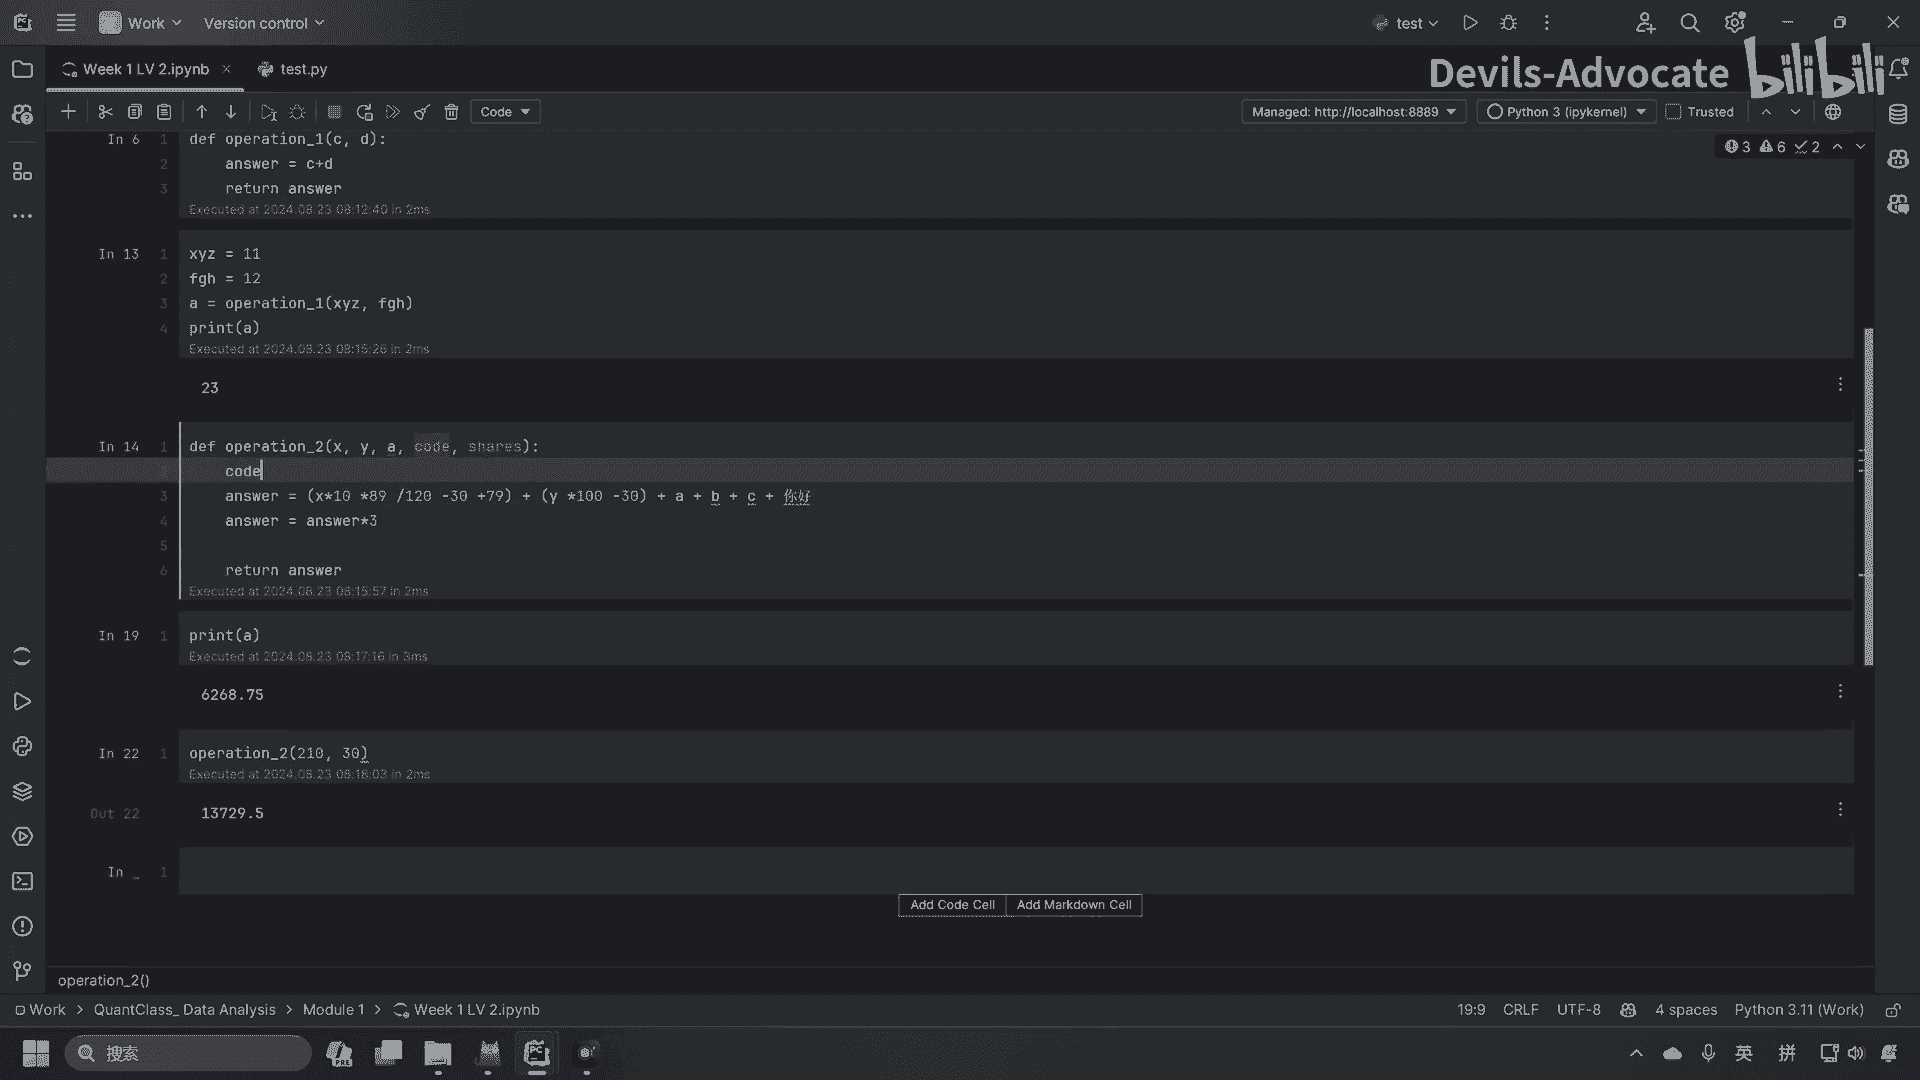 Work
Version control
test
Week 1 LV 2.ipynb
test.py
Devils-Advocate bilibili
Code
Managed: http://localhost:8889
Python 3 (ipykernel)
Trusted
3 6 2
In 6
1 def operation_1(c, d):
2 answer = c+d
3 return answer
Executed at 2024.08.23 08:12:40 in 2ms
In 13
1 xyz = 11
2 fgh = 12
3 a = operation_1(xyz, fgh)
4 print(a)
Executed at 2024.08.23 08:15:26 in 2ms
23
In 14
1 def operation_2(x, y, a, code, shares):
code
3 answer = (x*10 *89 /120 -30 +79) + (y *100 -30) + a + b + c + 你好
4 answer = answer*3
5
6 return answer
Executed at 2024.08.23 08:15:57 in 2ms
In 19
1 print(a)
Executed at 2024.08.23 08:17:16 in 3ms
6268.75
In 22
1 operation_2(210, 30)
Executed at 2024.08.23 08:18:03 in 2ms
Out 22
13729.5
In _
1
Add Code Cell
Add Markdown Cell
operation_2()
Work > QuantClass_ Data Analysis > Module 1 > Week 1 LV 2.ipynb
19:9 CRLF UTF-8 4 spaces Python 3.11 (Work)
搜索
PRE
英
拼